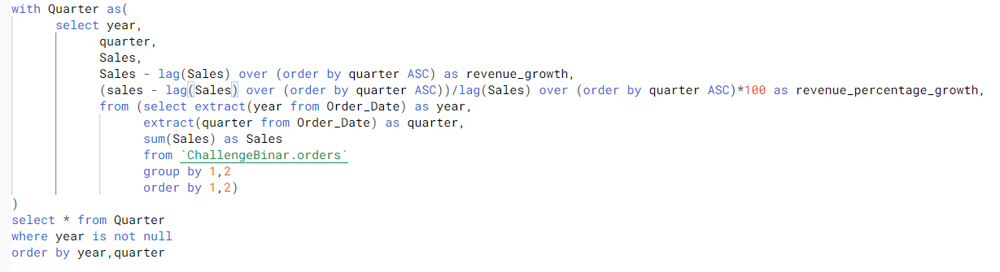 with Quarter as(
select year,
quarter,
Sales,
Sales - lag(Sales) over (order by quarter ASC) as revenue_growth,
(sales - lag(Sales) over (order by quarter ASC))/lag(Sales) over (order by quarter ASC)*100 as revenue_percentage_growth,
from (select extract(year from Order_Date) as year,
extract(quarter from Order_Date) as quarter,
sum(Sales) as Sales
from `ChallengeBinar.orders`
group by 1,2
order by 1,2)
)
select * from Quarter
where year is not null
order by year,quarter